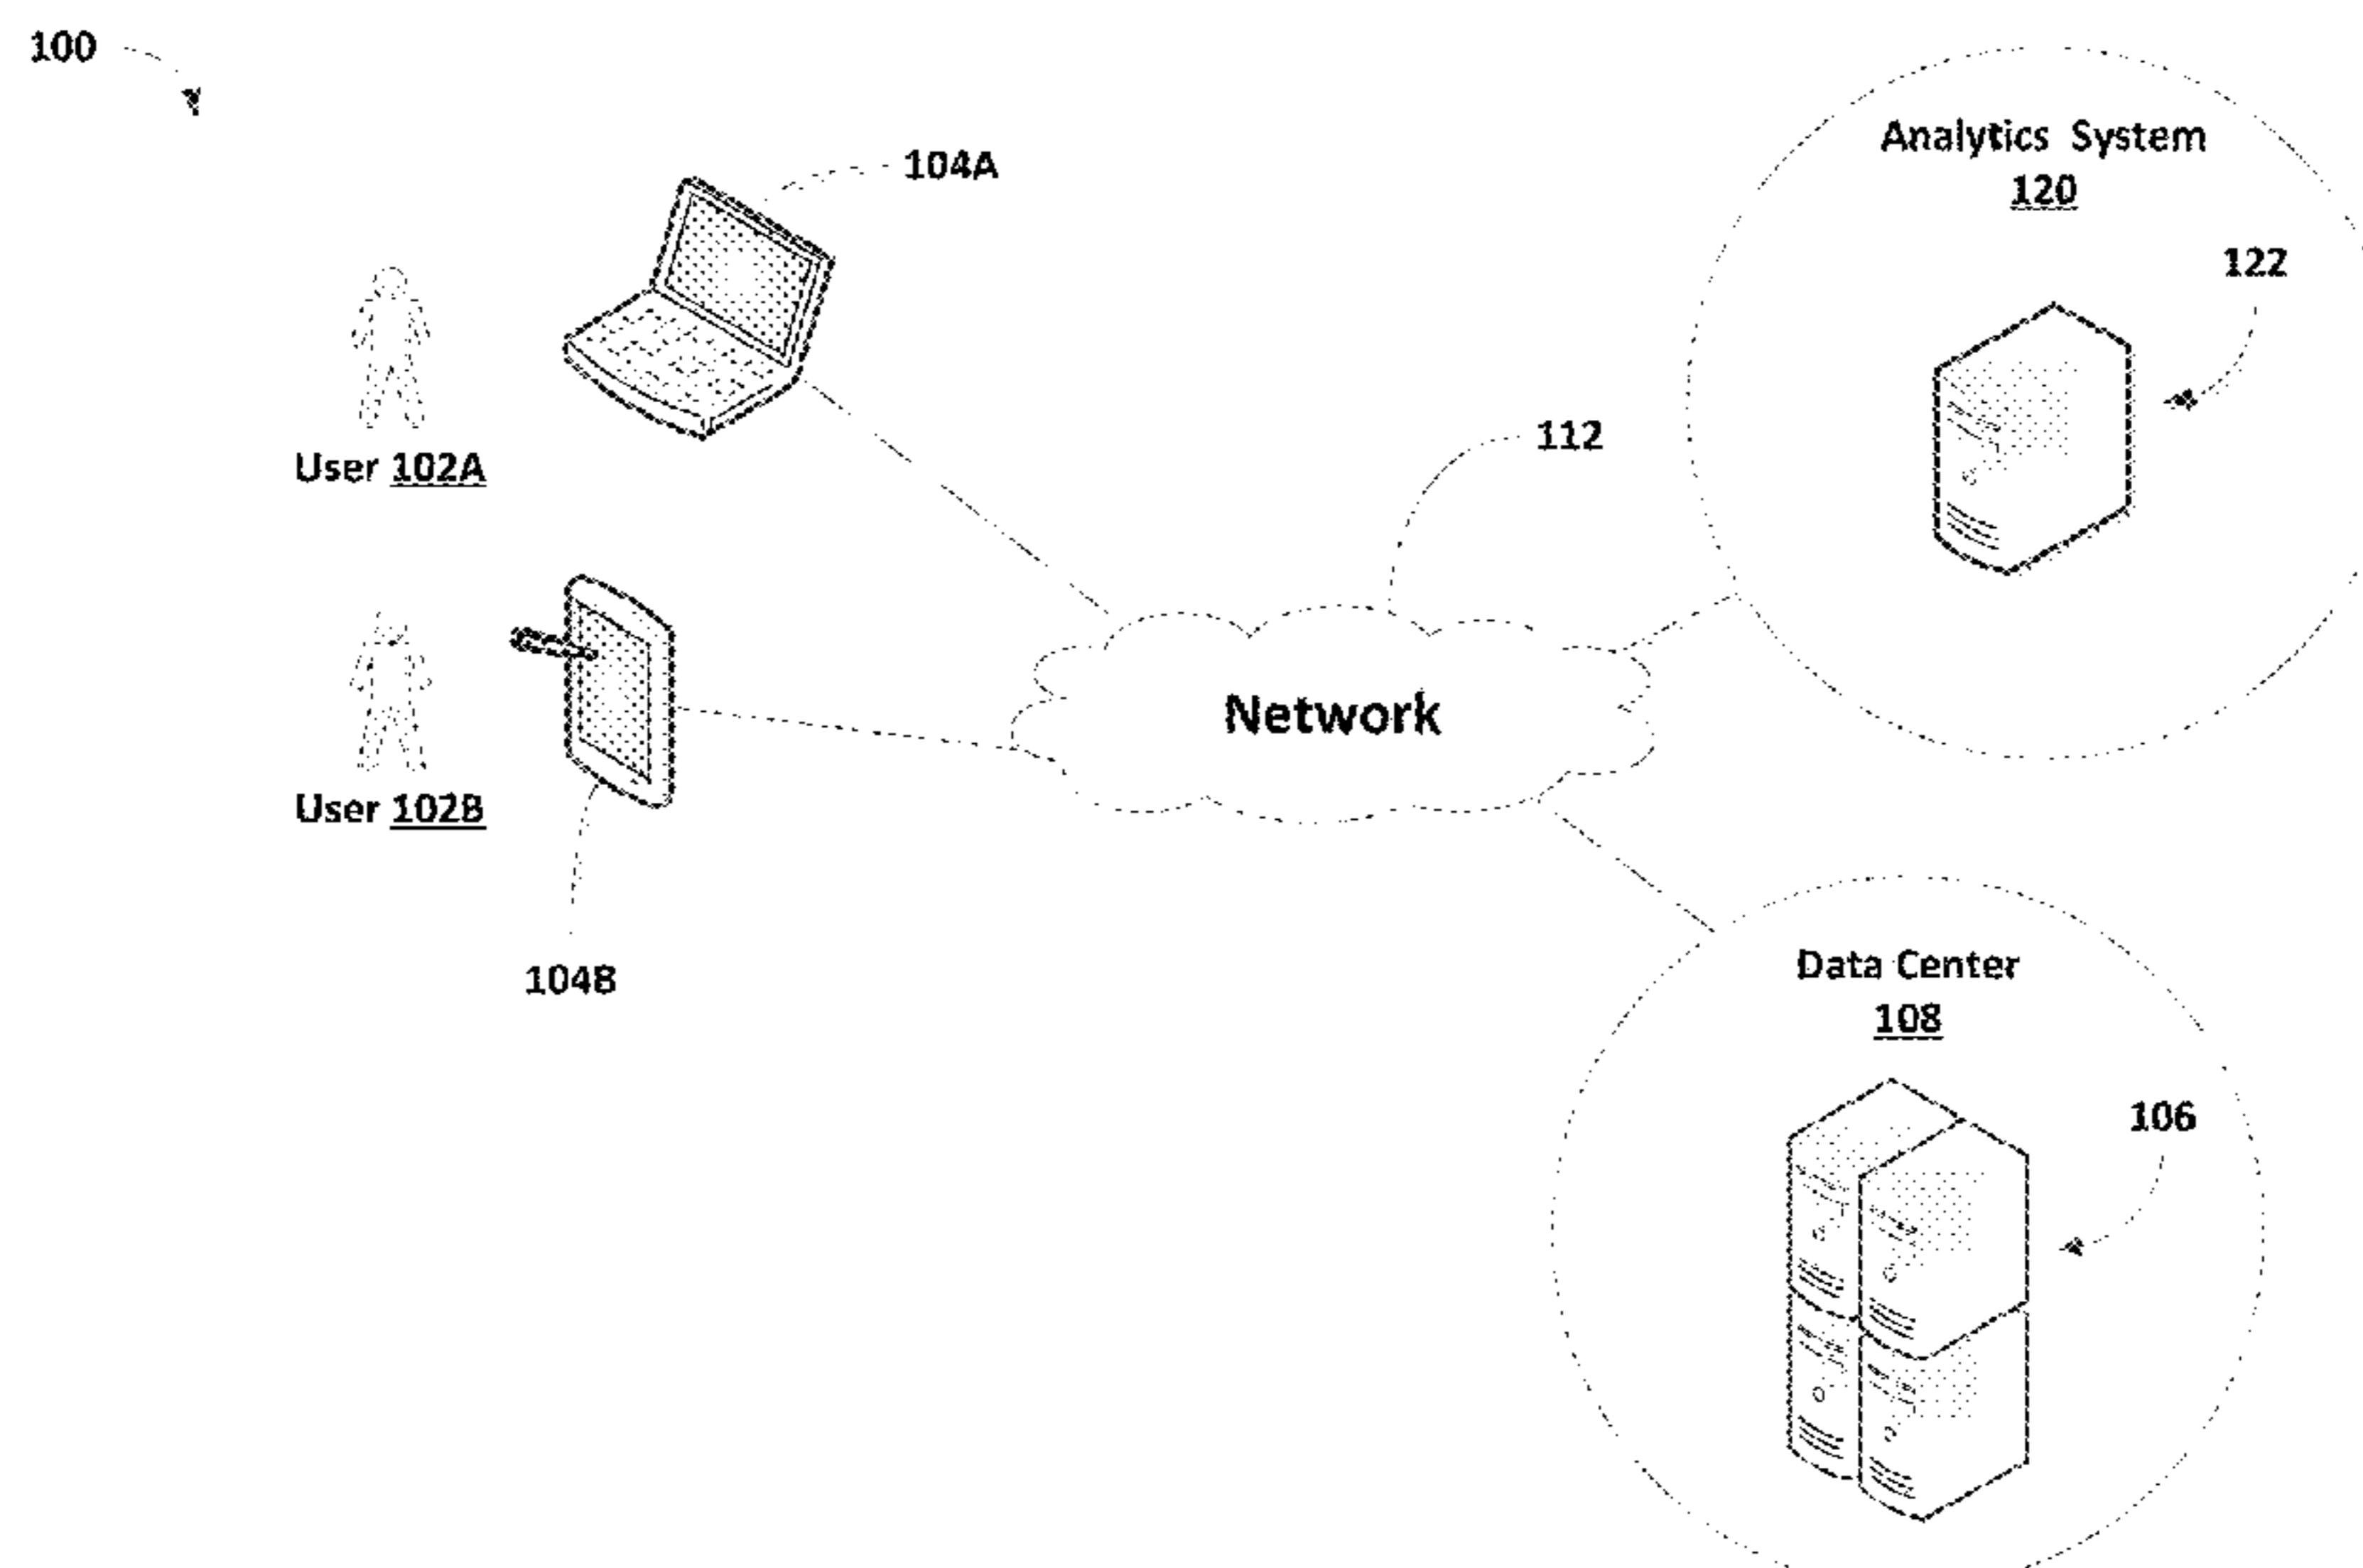 100
104A
Analytics System
120
122
User 102A
112
Network
User 102B
104B
Data Center
108
106